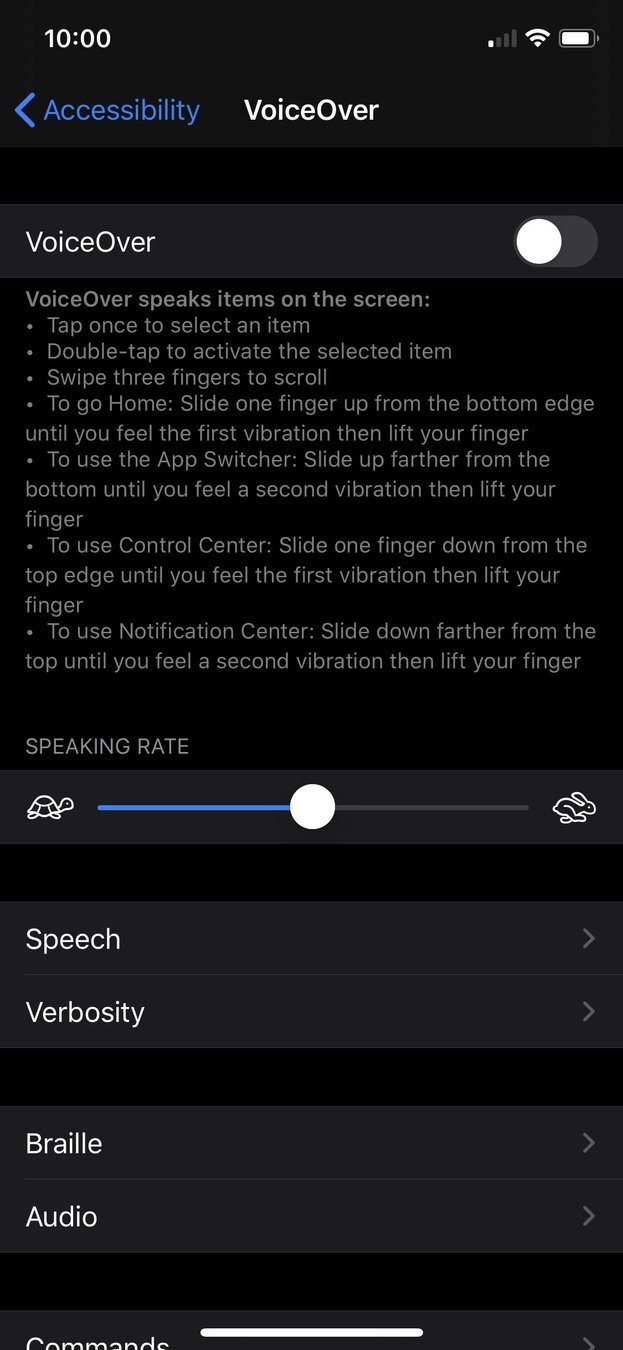 10:00
Accessibility VoiceOver
VoiceOver
VoiceOver speaks items on the screen:
• Tap once to select an item
• Double-tap to activate the selected item
• Swipe three fingers to scroll
• To go Home: Slide one finger up from the bottom edge
until you feel the first vibration then lift your finger
• To use the App Switcher: Slide up farther from the
bottom until you feel a second vibration then lift your
finger
• To use Control Center: Slide one finger down from the
top edge until you feel the first vibration then lift your
finger
• To use Notification Center: Slide down farther from the
top until you feel a second vibration then lift your finger
SPEAKING RATE
Speech
Verbosity
Braille
Audio
Commands